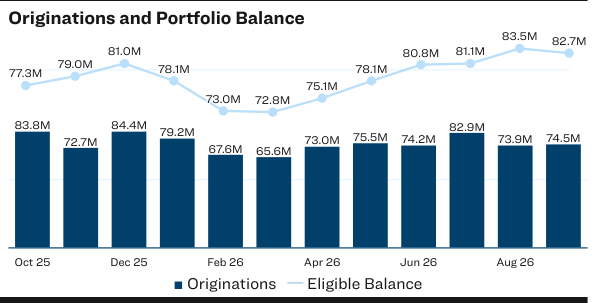 Originations and Portfolio Balance
77.3M 79.0M 81.0M 78.1M 73.0M 72.8M 75.1M 78.1M 80.8M 81.1M 83.5M 82.7M
83.8M 72.7M 84.4M 79.2M 67.6M 65.6M 73.0M 75.5M 74.2M 82.9M 73.9M 74.5M
Oct 25 Dec 25 Feb 26 Apr 26 Jun 26 Aug 26
Originations Eligible Balance